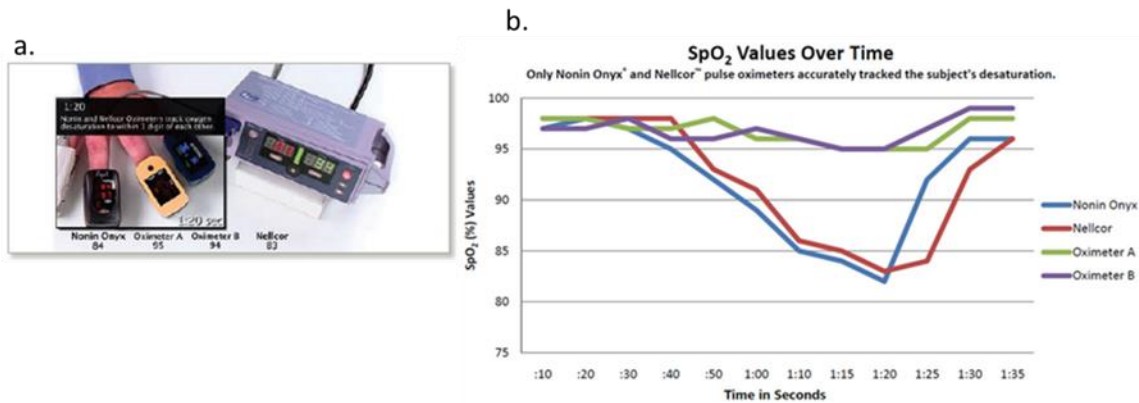 a.
1:20
Nonin and Nellcor Oximeters track oxygen
desaturation to within 1 digit of each other.
1:20 sec
Nonin Onyx Oximeter A Oximeter B Nellcor
84 95 94 83
b.
SpO₂ Values Over Time
Only Nonin Onyx® and Nellcor™ pulse oximeters accurately tracked the subject's desaturation.
SpO₂ (%) Values
100
95
90
85
80
75
:10 :20 :30 :40 :50 1:00 1:10 1:15 1:20 1:25 1:30 1:35
Time in Seconds
Nonin Onyx
Nellcor
Oximeter A
Oximeter B